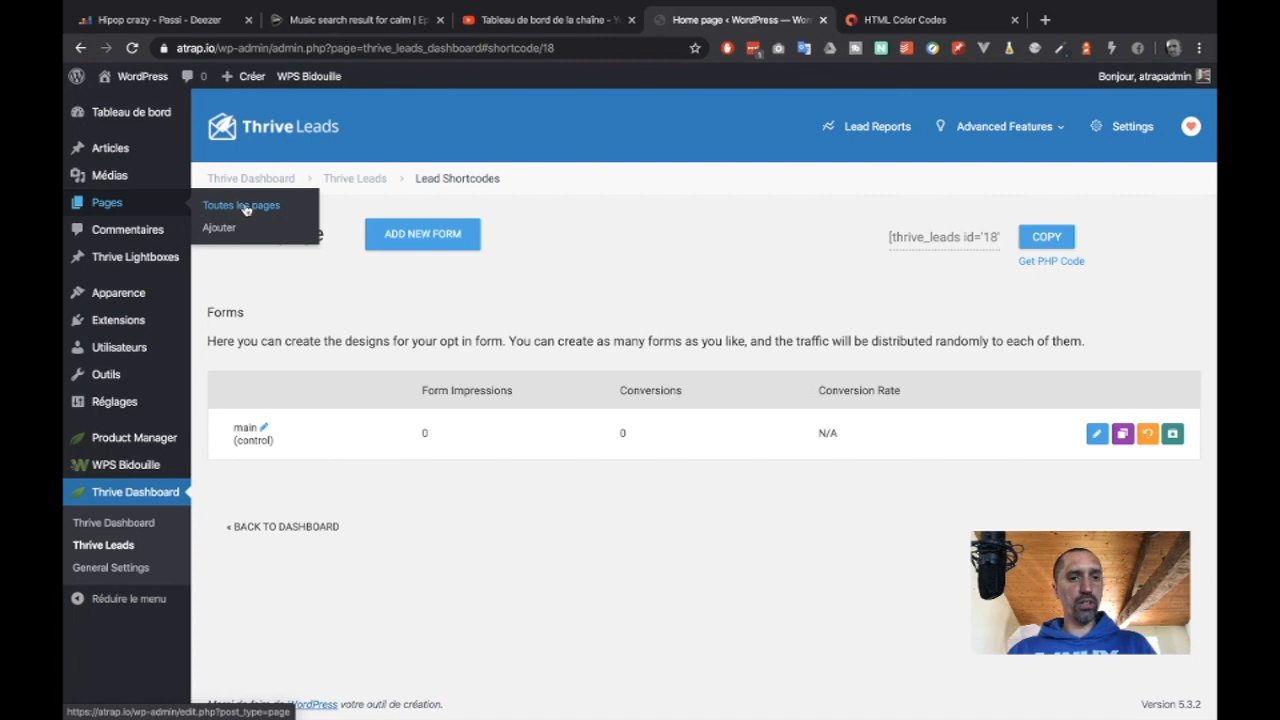 Hipop crazy - Passi - Deezer
Music search result for calm | Ep
Tableau de bord de la chaîne - Yo
Home page ‹ WordPress — Wor
HTML Color Codes
atrap.io/wp-admin/admin.php?page=thrive_leads_dashboard#shortcode/18
WordPress
0
Créer
WPS Bidouille
Bonjour, atrapadmin
Tableau de bord
Articles
Médias
Pages
Commentaires
Thrive Lightboxes
Apparence
Extensions
Utilisateurs
Outils
Réglages
Product Manager
WPS Bidouille
Thrive Dashboard
Thrive Dashboard
Thrive Leads
General Settings
Réduire le menu
Toutes les pages
Ajouter
Thrive Leads
Lead Reports
Advanced Features
Settings
Thrive Dashboard > Thrive Leads > Lead Shortcodes
ADD NEW FORM
[thrive_leads id='18'
COPY
Get PHP Code
Forms
Here you can create the designs for your opt in form. You can create as many forms as you like, and the traffic will be distributed randomly to each of them.
Form Impressions
Conversions
Conversion Rate
main
(control)
0
0
N/A
« BACK TO DASHBOARD
WordPress votre outil de création.
Version 5.3.2
https://atrap.io/wp-admin/edit.php?post_type=page